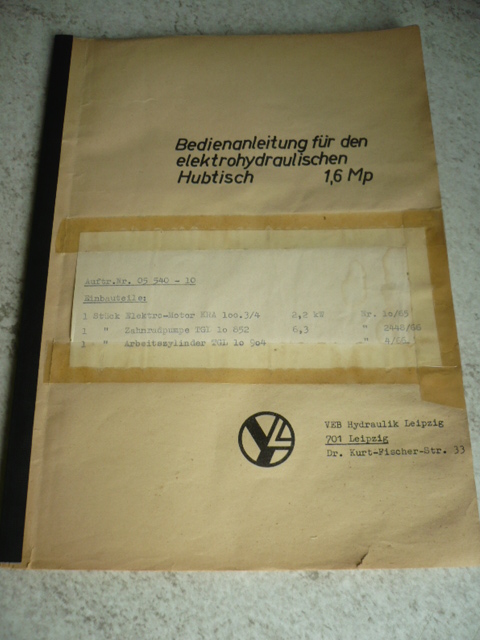 Bedienanleitung für den
elektrohydraulischen
Hubtisch 1,6 Mp
Auftr.Nr. 05 540 - 10
Einbauteile:
1 Stück Elektro-Motor KMA 100.3/4 2,2 kW Nr. 10/65
1 " Zahnradpumpe TGL 10 852 6,3 " 2448/66
1 " Arbeitszylinder TGL 10 904 " 4/66
VEB Hydraulik Leipzig
701 Leipzig
Dr. Kurt-Fischer-Str. 33